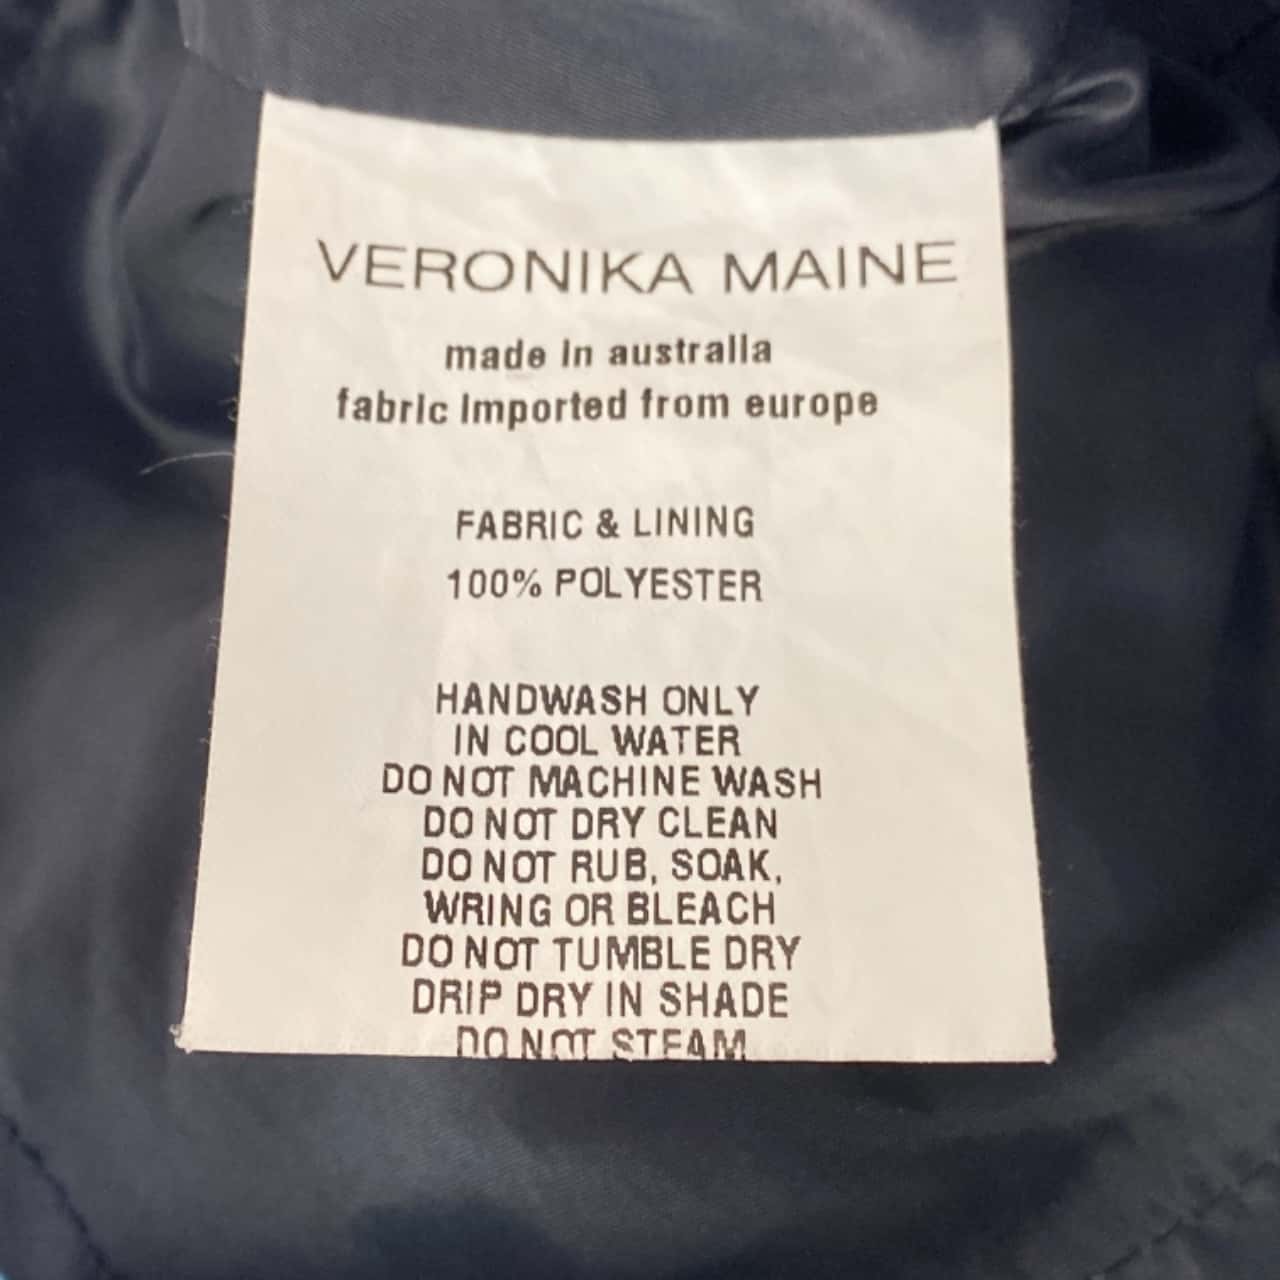 VERONIKA MAINE
made in australia
fabric imported from europe
FABRIC & LINING
100% POLYESTER
HANDWASH ONLY
IN COOL WATER
DO NOT MACHINE WASH
DO NOT DRY CLEAN
DO NOT RUB, SOAK,
WRING OR BLEACH
DO NOT TUMBLE DRY
DRIP DRY IN SHADE
DO NOT STEAM